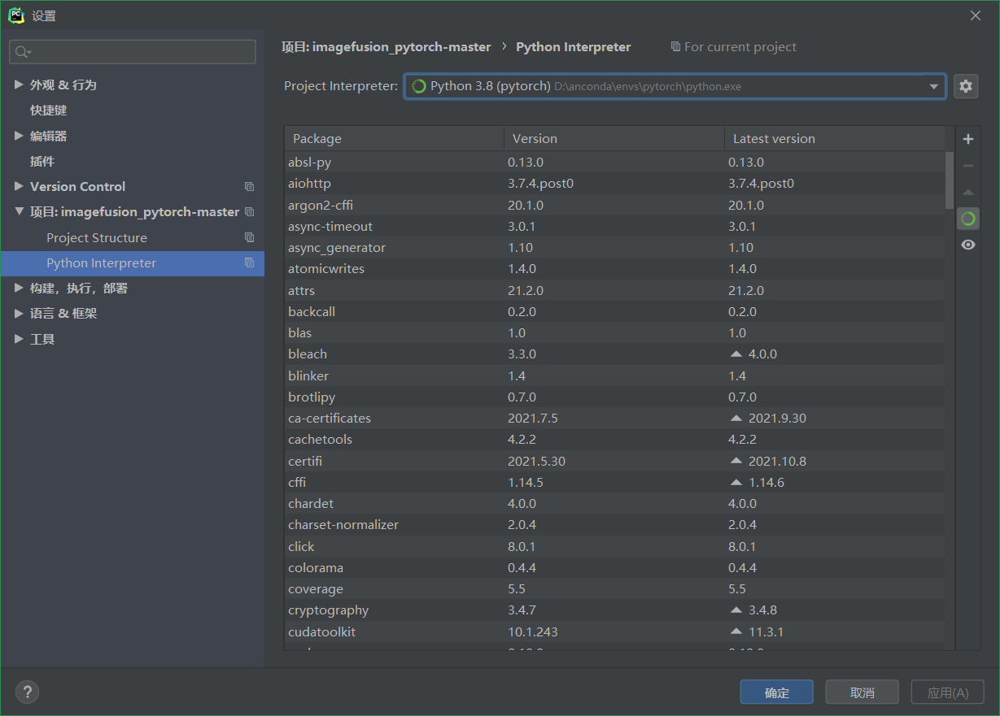 设置
外观 & 行为
快捷键
编辑器
插件
Version Control
项目: imagefusion_pytorch-master
Project Structure
Python Interpreter
构建，执行，部署
语言 & 框架
工具
项目: imagefusion_pytorch-master › Python Interpreter For current project
Project Interpreter: Python 3.8 (pytorch) D:\anconda\envs\pytorch\python.exe
Package Version Latest version
absl-py 0.13.0 0.13.0
aiohttp 3.7.4.post0 3.7.4.post0
argon2-cffi 20.1.0 20.1.0
async-timeout 3.0.1 3.0.1
async_generator 1.10 1.10
atomicwrites 1.4.0 1.4.0
attrs 21.2.0 21.2.0
backcall 0.2.0 0.2.0
blas 1.0 1.0
bleach 3.3.0 4.0.0
blinker 1.4 1.4
brotlipy 0.7.0 0.7.0
ca-certificates 2021.7.5 2021.9.30
cachetools 4.2.2 4.2.2
certifi 2021.5.30 2021.10.8
cffi 1.14.5 1.14.6
chardet 4.0.0 4.0.0
charset-normalizer 2.0.4 2.0.4
click 8.0.1 8.0.1
colorama 0.4.4 0.4.4
coverage 5.5 5.5
cryptography 3.4.7 3.4.8
cudatoolkit 10.1.243 11.3.1
?
确定
取消
应用(A)